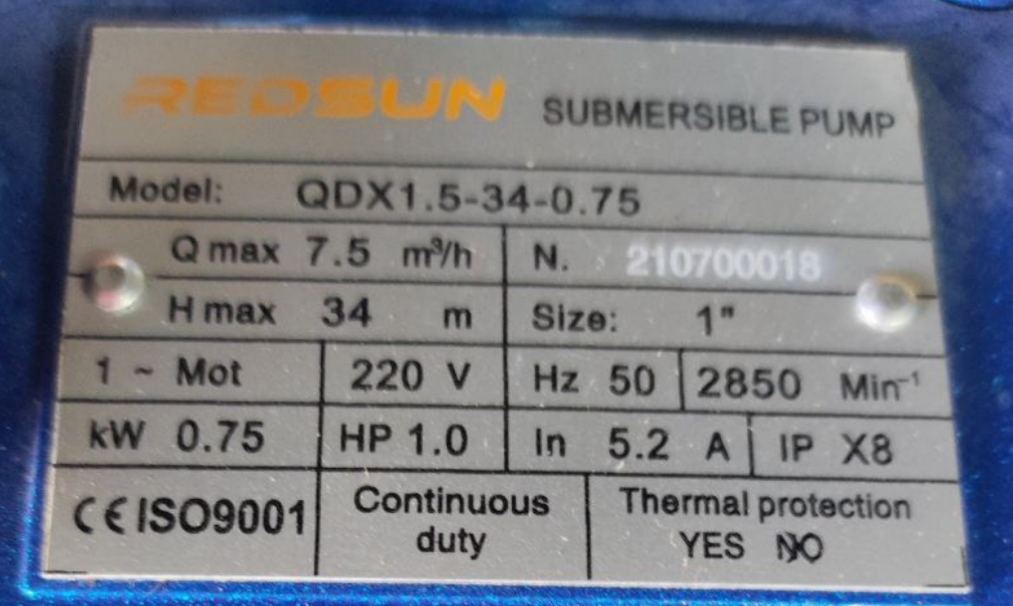 REDSUN SUBMERSIBLE PUMP
Model: QDX1.5-34-0.75
Q max 7.5 m³/h N. 210700018
H max 34 m Size: 1"
1 ~ Mot 220 V Hz 50 2850 Min⁻¹
kW 0.75 HP 1.0 In 5.2 A IP X8
CE ISO9001 Continuous duty Thermal protection
YES NO